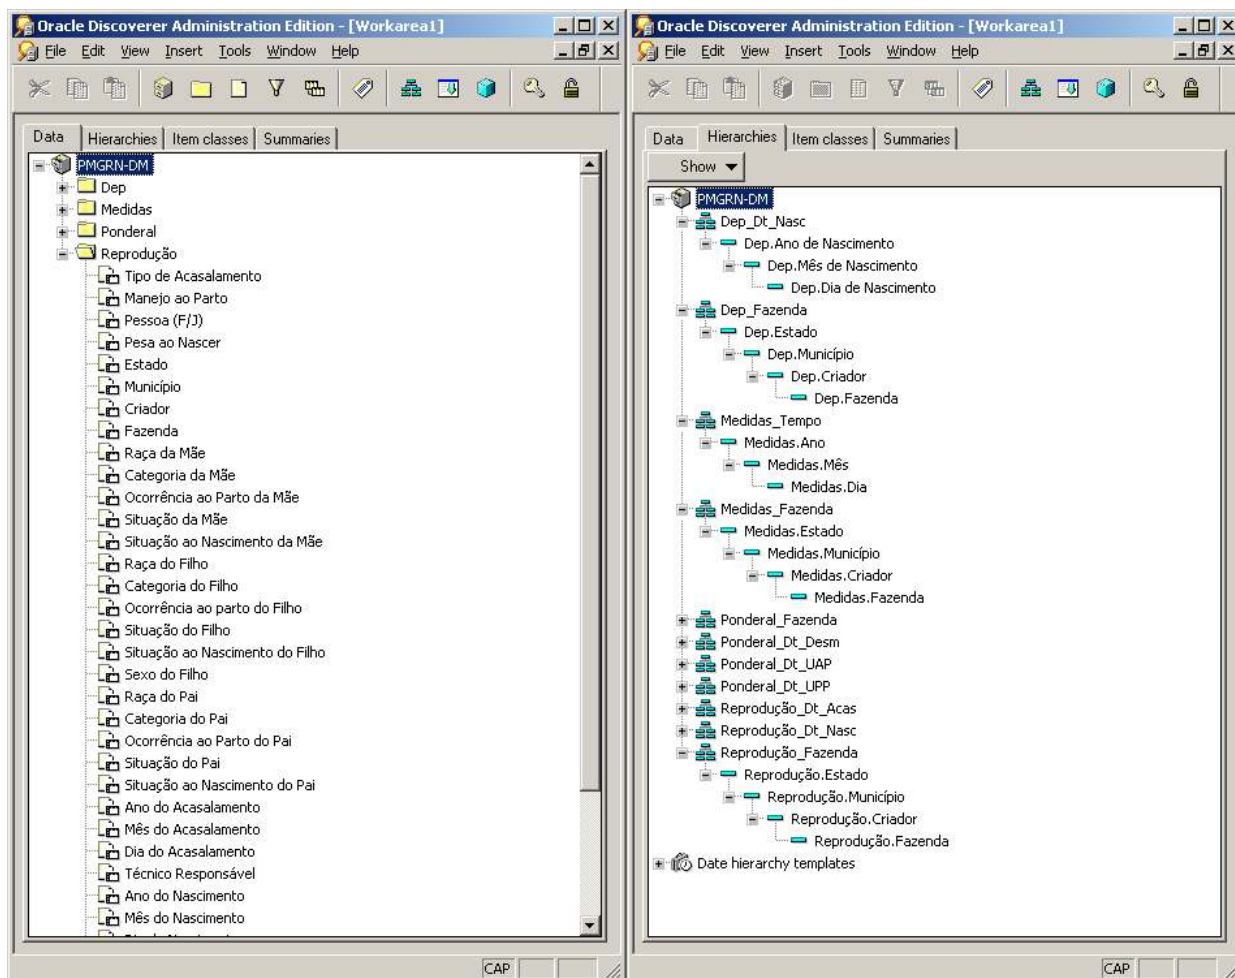 Oracle Discoverer Administration Edition - [Workarea1]
File Edit View Insert Tools Window Help
Data Hierarchies Item classes Summaries
PMGRN-DM
Dep
Medidas
Ponderal
Reprodução
Tipo de Acasalamento
Manejo ao Parto
Pessoa (F/J)
Pesa ao Nascer
Estado
Município
Criador
Fazenda
Raça da Mãe
Categoria da Mãe
Ocorrência ao Parto da Mãe
Situação da Mãe
Situação ao Nascimento da Mãe
Raça do Filho
Categoria do Filho
Ocorrência ao parto do Filho
Situação do Filho
Situação ao Nascimento do Filho
Sexo do Filho
Raça do Pai
Categoria do Pai
Ocorrência ao Parto do Pai
Situação do Pai
Situação ao Nascimento do Pai
Ano do Acasalamento
Mês do Acasalamento
Dia do Acasalamento
Técnico Responsável
Ano do Nascimento
Mês do Nascimento
CAP
Oracle Discoverer Administration Edition - [Workarea1]
File Edit View Insert Tools Window Help
Data Hierarchies Item classes Summaries
Show
PMGRN-DM
Dep_Dt_Nasc
Dep.Ano de Nascimento
Dep.Mês de Nascimento
Dep.Dia de Nascimento
Dep_Fazenda
Dep.Estado
Dep.Município
Dep.Criador
Dep.Fazenda
Medidas_Tempo
Medidas.Ano
Medidas.Mês
Medidas.Dia
Medidas_Fazenda
Medidas.Estado
Medidas.Município
Medidas.Criador
Medidas.Fazenda
Ponderal_Fazenda
Ponderal_Dt_Desm
Ponderal_Dt_UAP
Ponderal_Dt_UPP
Reprodução_Dt_Acas
Reprodução_Dt_Nasc
Reprodução_Fazenda
Reprodução.Estado
Reprodução.Município
Reprodução.Criador
Reprodução.Fazenda
Date hierarchy templates
CAP